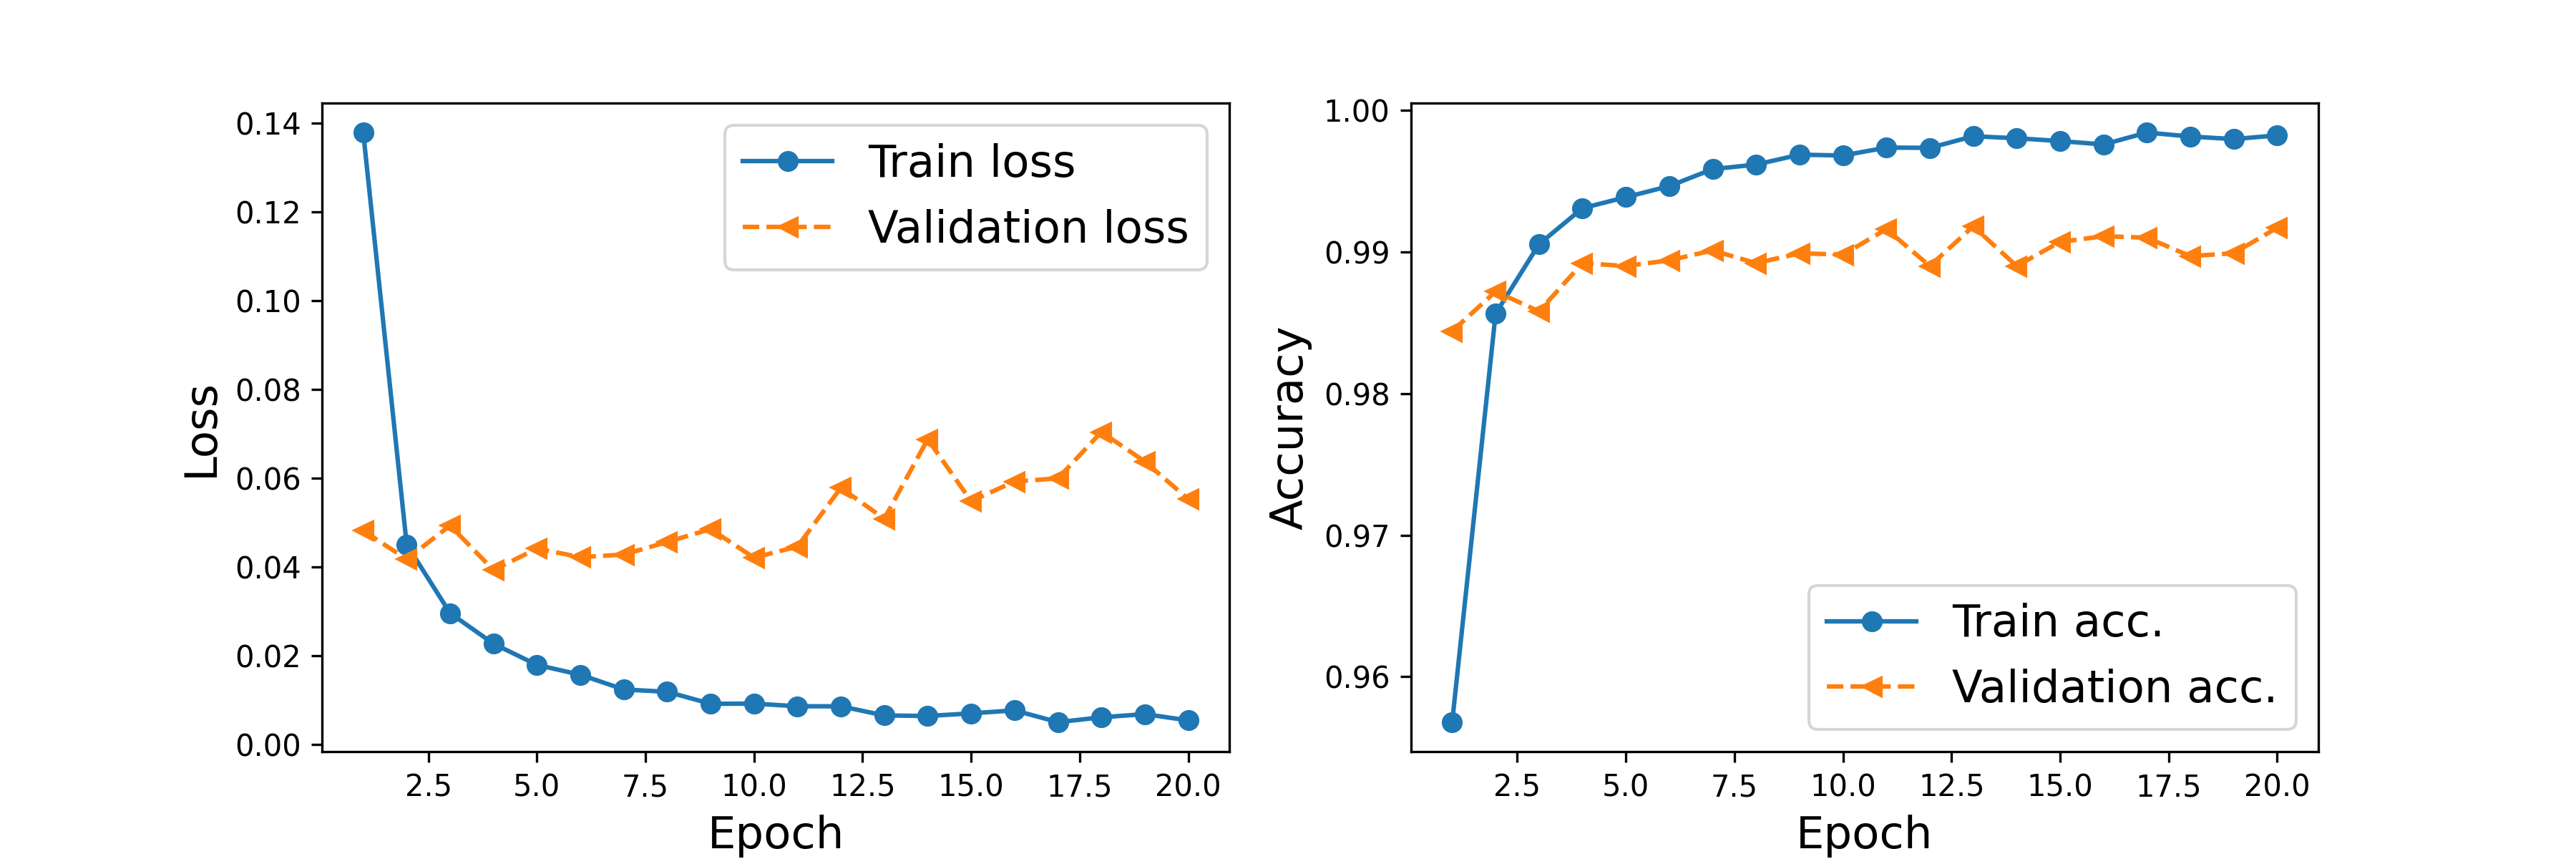 0.14
0.12
0.10
0.08
0.06
0.04
0.02
0.00
Loss
2.5 5.0 7.5 10.0 12.5 15.0 17.5 20.0
Epoch
Train loss
Validation loss
1.00
0.99
0.98
0.97
0.96
Accuracy
2.5 5.0 7.5 10.0 12.5 15.0 17.5 20.0
Epoch
Train acc.
Validation acc.